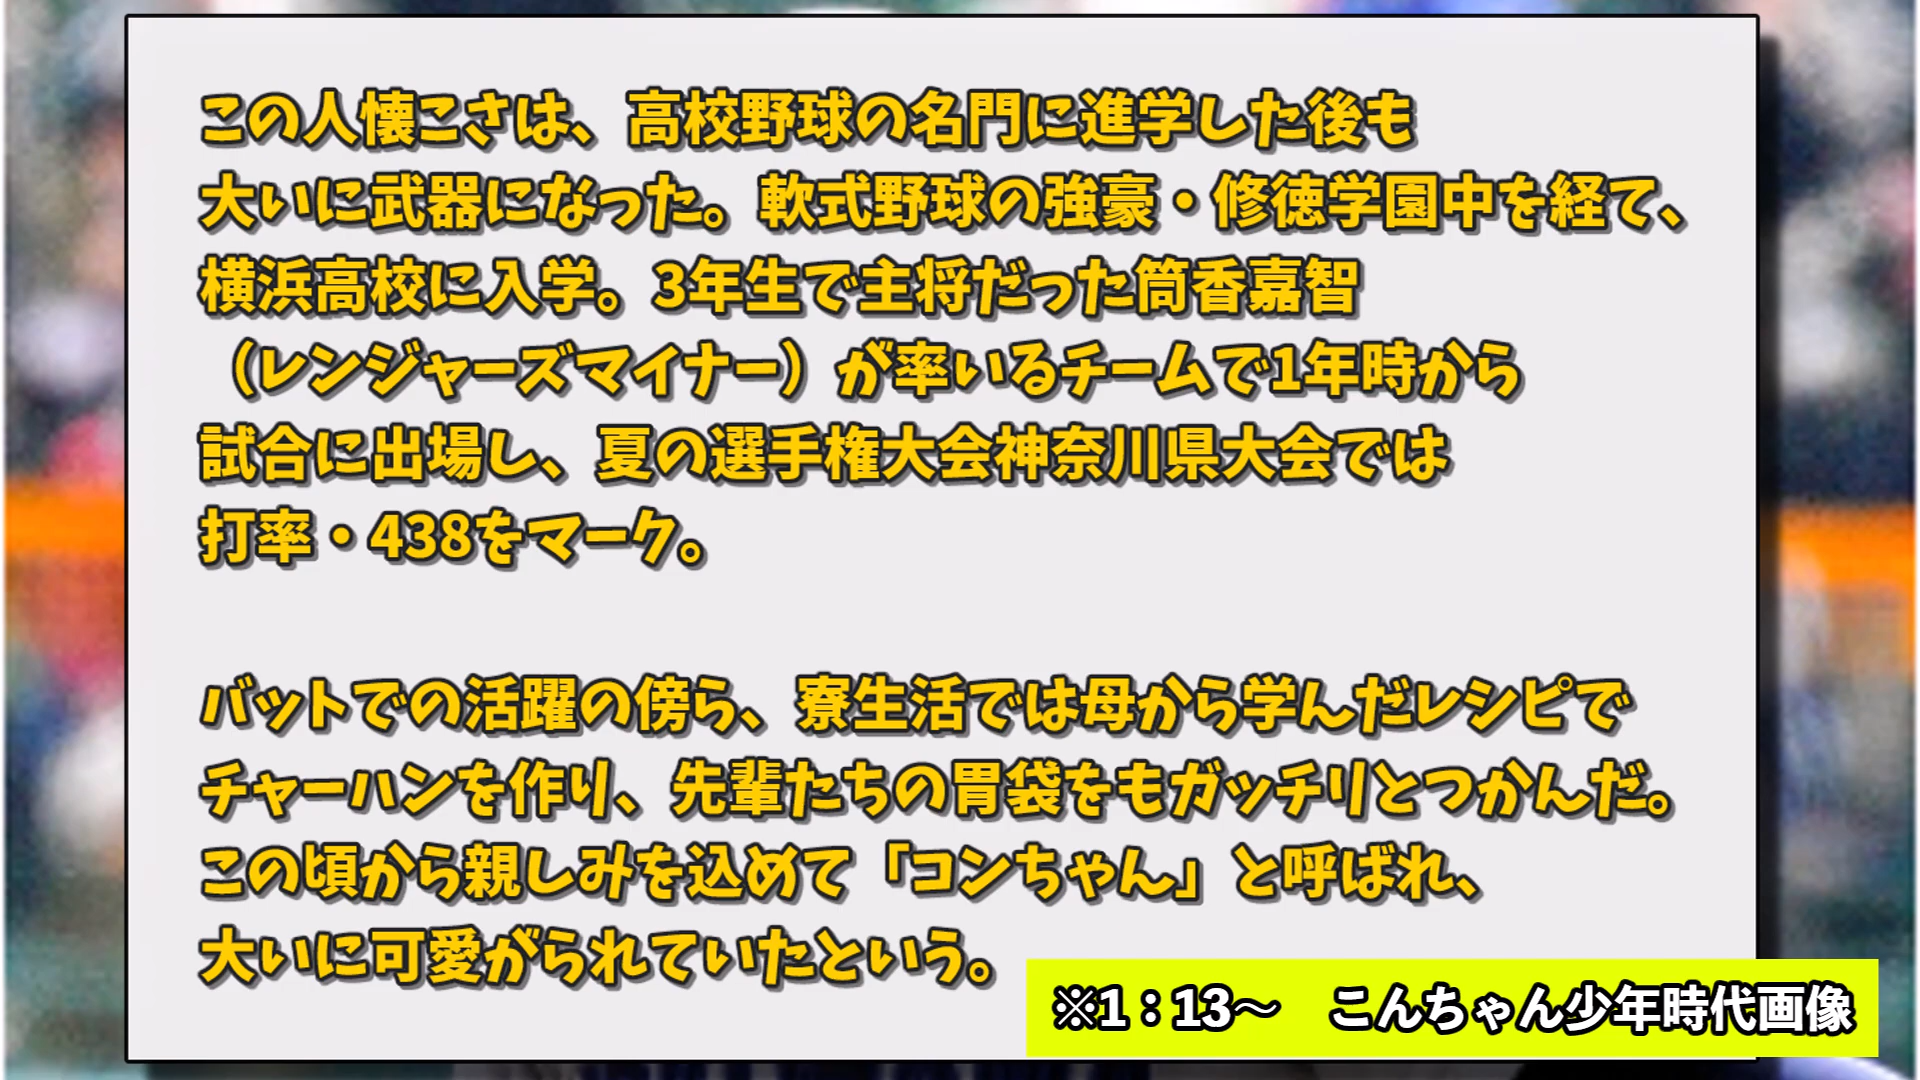 この人懐こさは、高校野球の名門に進学した後も
大いに武器になった。軟式野球の強豪・修徳学園中を経て、
横浜高校に入学。3年生で主将だった筒香嘉智
（レンジャーズマイナー）が率いるチームで1年時から
試合に出場し、夏の選手権大会神奈川県大会では
打率・438をマーク。
バットでの活躍の傍ら、寮生活では母から学んだレシピで
チャーハンを作り、先輩たちの胃袋をもガッチリとつかんだ。
この頃から親しみを込めて「コンちゃん」と呼ばれ、
大いに可愛がられていたという。
※1：13～　こんちゃん少年時代画像